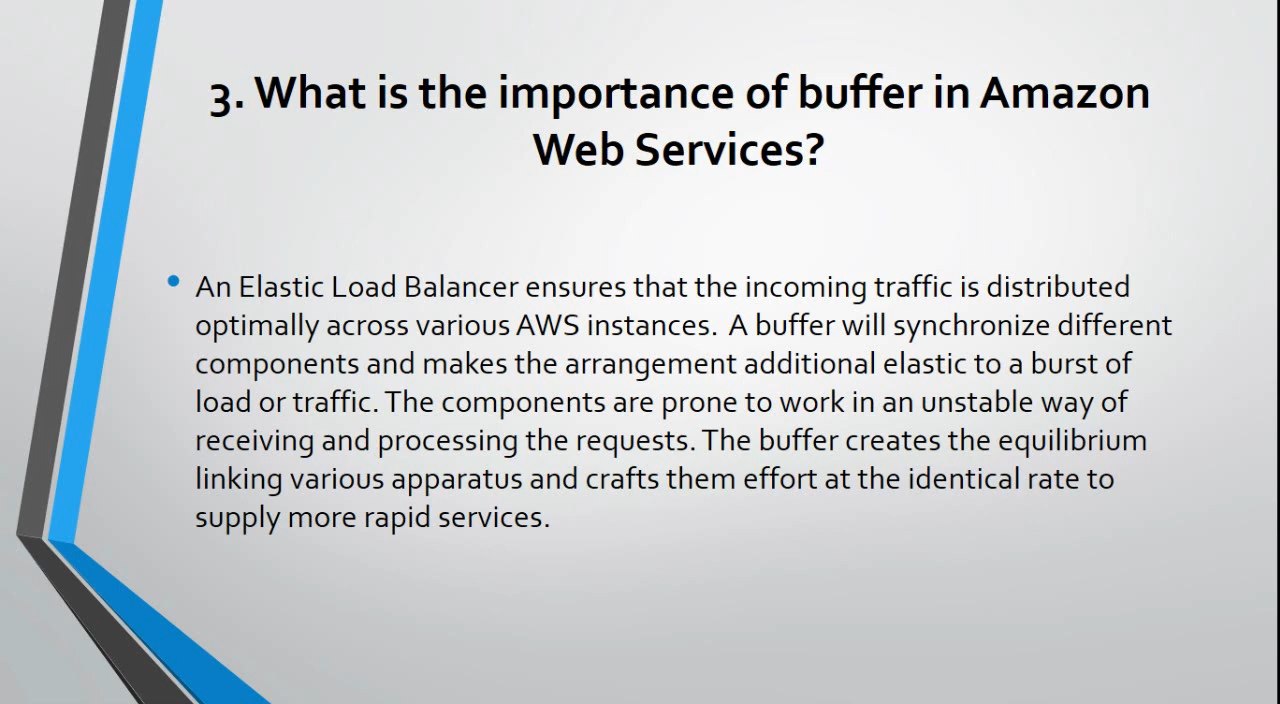 3. What is the importance of buffer in Amazon
Web Services?
An Elastic Load Balancer ensures that the incoming traffic is distributed
optimally across various AWS instances.  A buffer will synchronize different
components and makes the arrangement additional elastic to a burst of
load or traffic. The components are prone to work in an unstable way of
receiving and processing the requests. The buffer creates the equilibrium
linking various apparatus and crafts them effort at the identical rate to
supply more rapid services.